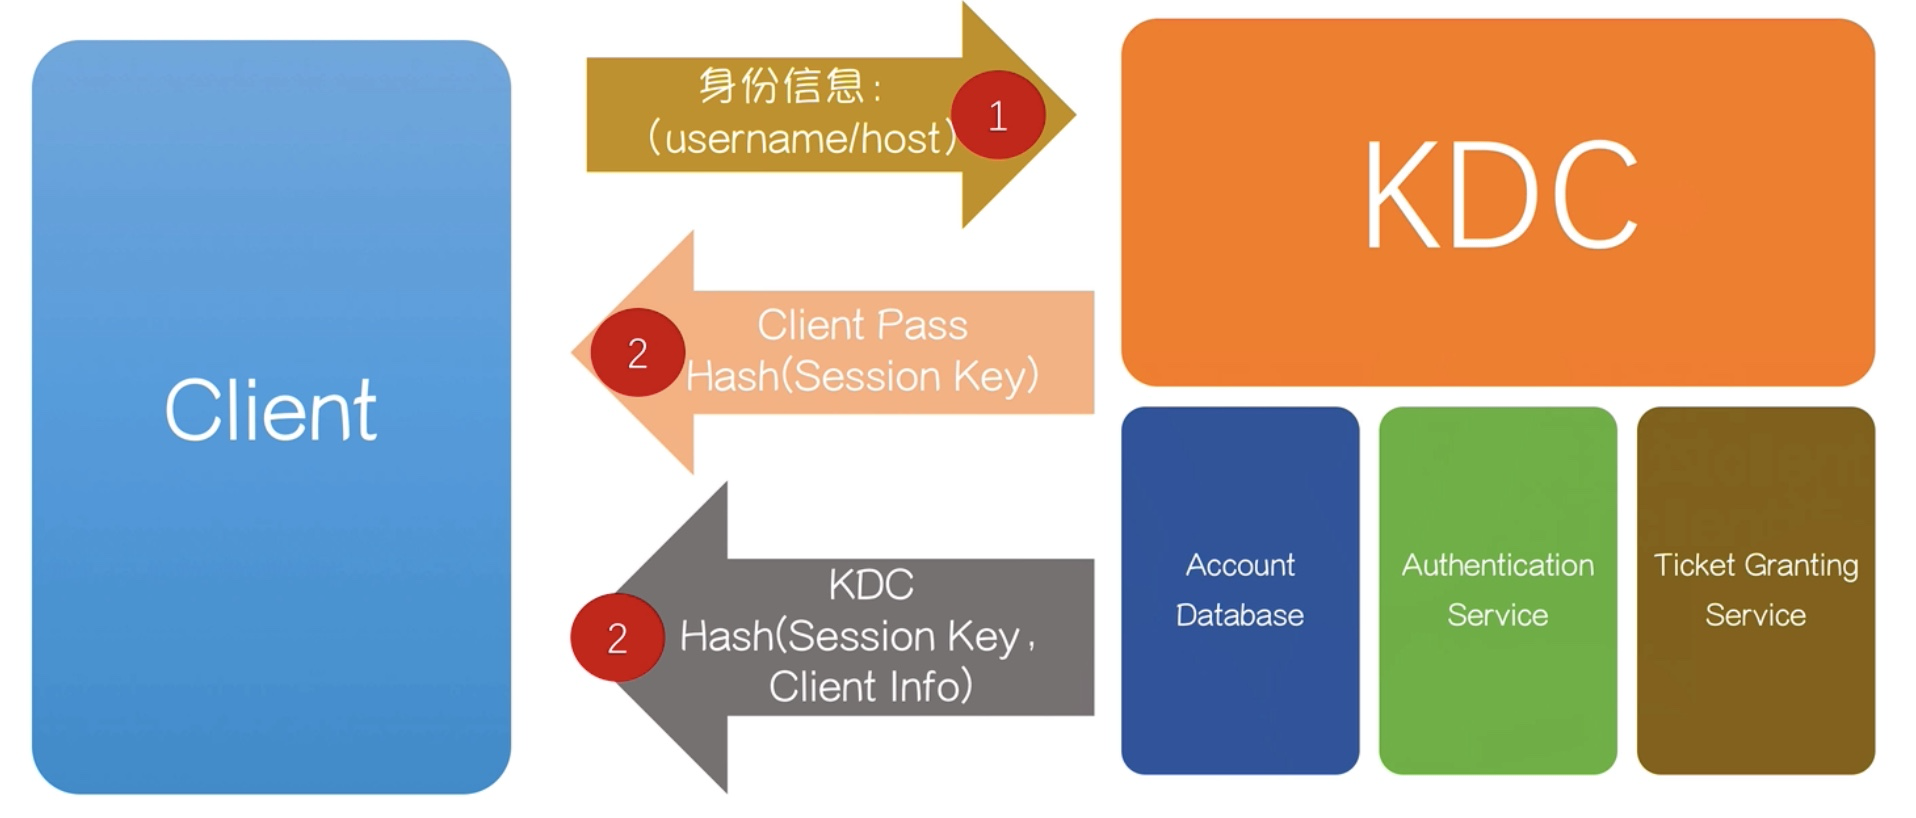 Client
身份信息：
（username/host）
1
Client Pass
Hash(Session Key)
2
KDC
Hash(Session Key，
Client Info)
2
KDC
Account
Database
Authentication
Service
Ticket Granting
Service